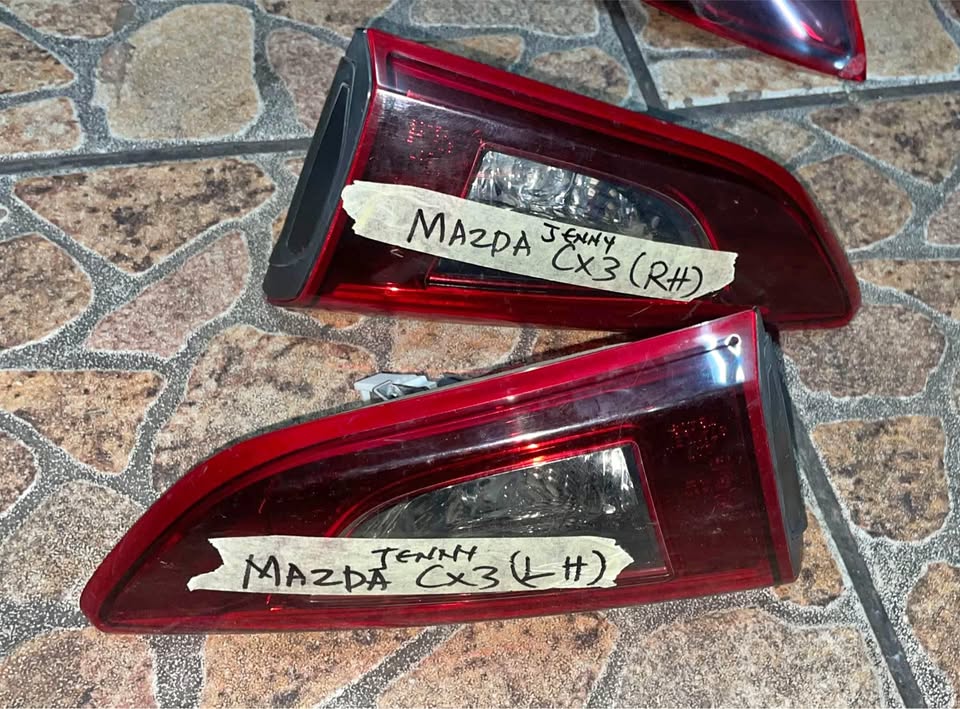 JENNY
MAZDA CX3 (RH)
JENNY
MAZDA CX3 (LH)